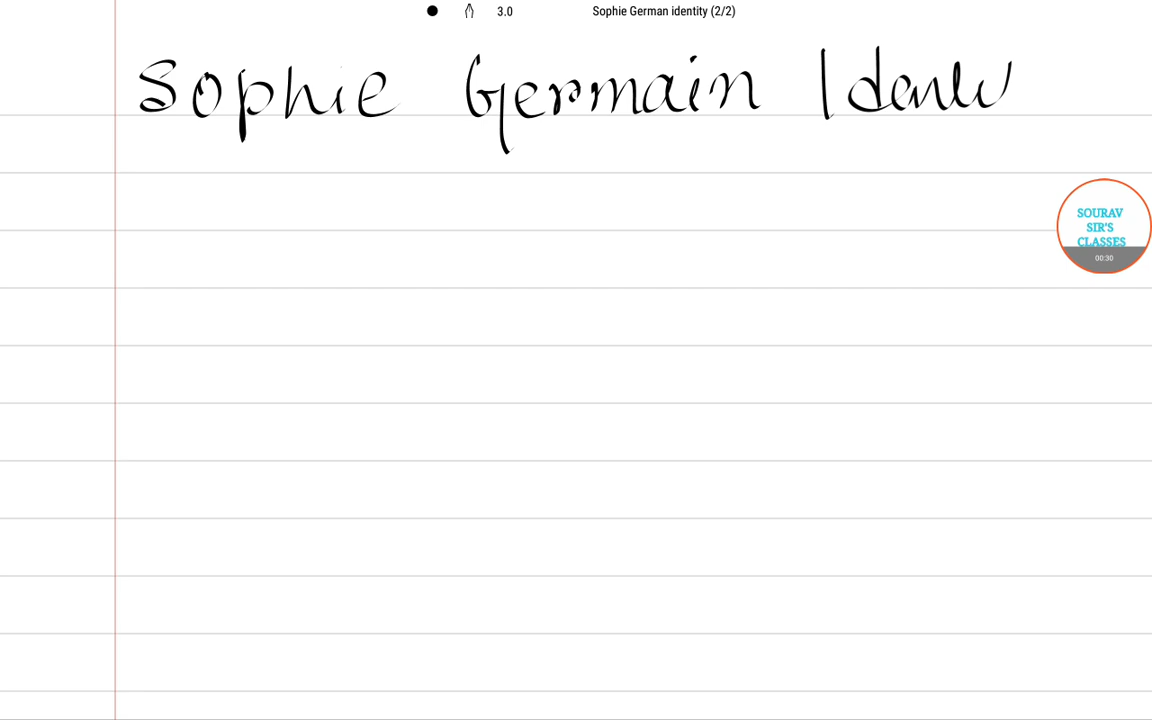 3.0 Sophie German identity (2/2)
Sophie Germain
SOURAV
SIR'S
CLASSES
00:30